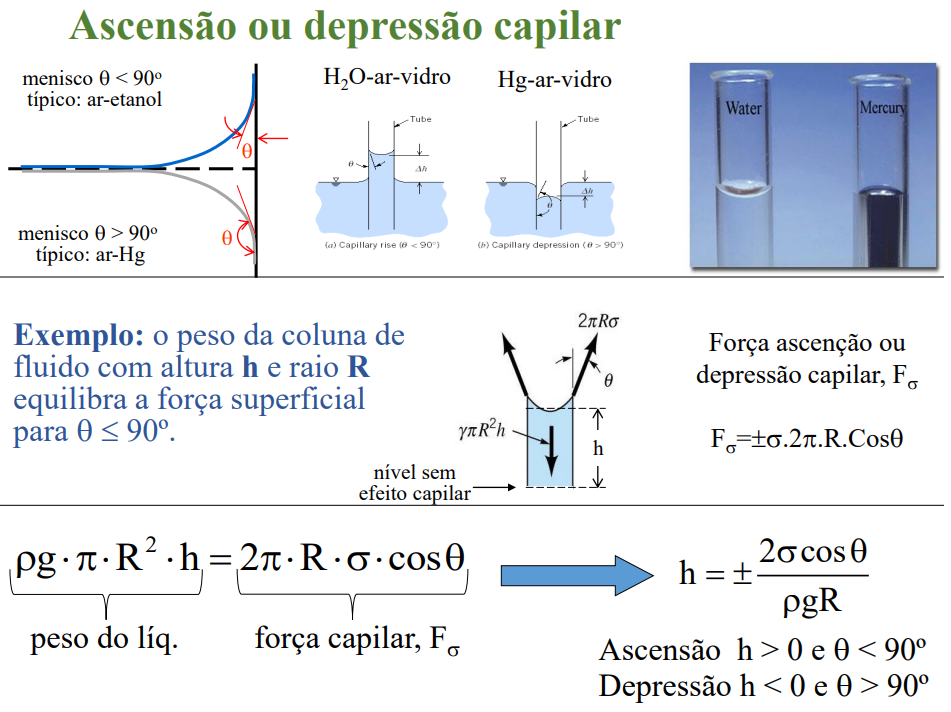 Ascensão ou depressão capilar
menisco θ < 90º
típico: ar-etanol
θ
θ
menisco θ > 90º
típico: ar-Hg
H₂O-ar-vidro
Tube
θ
Δh
(a) Capillary rise (θ < 90°)
Hg-ar-vidro
Tube
Δh
θ
(b) Capillary depression (θ > 90°)
Water
Mercury
Exemplo: o peso da coluna de
fluido com altura h e raio R
equilibra a força superficial
para θ ≤ 90º.
2πRσ
θ
γπR²h
h
nível sem
efeito capilar
Força ascenção ou
depressão capilar, Fσ
Fσ=±σ.2π.R.Cosθ
ρg·π·R²·h = 2π·R·σ·cosθ
peso do líq.
força capilar, Fσ
h = ± 2σcosθ / ρgR
Ascensão h > 0 e θ < 90º
Depressão h < 0 e θ > 90º